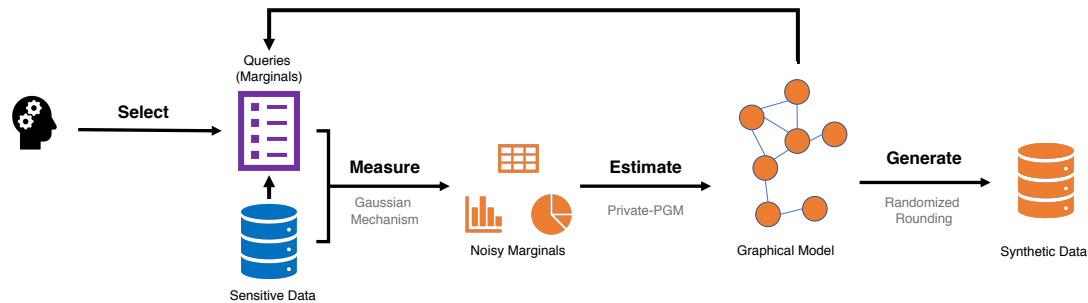 Queries
(Marginals)
Select
Measure
Gaussian
Mechanism
Estimate
Private-PGM
Generate
Randomized
Rounding
Sensitive Data
Noisy Marginals
Graphical Model
Synthetic Data